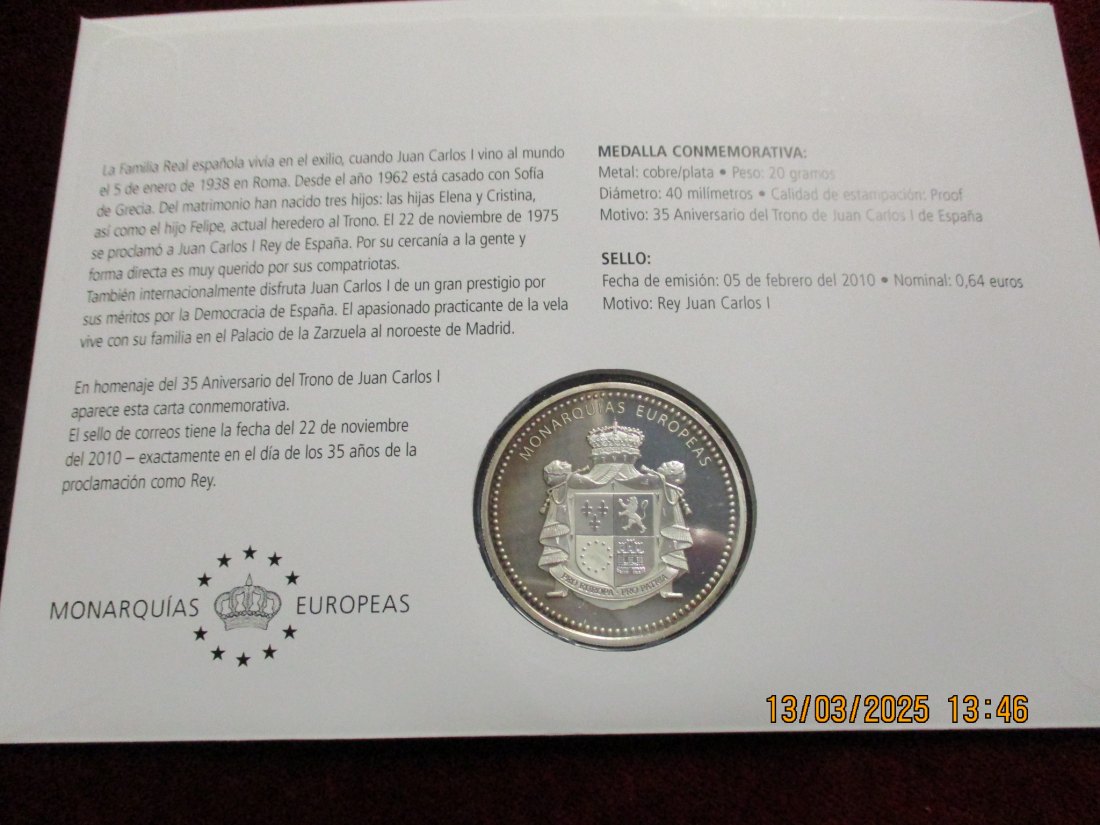 La Familia Real española vivía en el exilio, cuando Juan Carlos I vino al mundo
el 5 de enero de 1938 en Roma. Desde el año 1962 está casado con Sofía
de Grecia. Del matrimonio han nacido tres hijos: las hijas Elena y Cristina,
así como el hijo Felipe, actual heredero al Trono. El 22 de noviembre de 1975
se proclamó a Juan Carlos I Rey de España. Por su cercanía a la gente y
forma directa es muy querido por sus compatriotas.
También internacionalmente disfruta Juan Carlos I de un gran prestigio por
sus méritos por la Democracia de España. El apasionado practicante de la vela
vive con su familia en el Palacio de la Zarzuela al noroeste de Madrid.
En homenaje del 35 Aniversario del Trono de Juan Carlos I
aparece esta carta conmemorativa.
El sello de correos tiene la fecha del 22 de noviembre
del 2010 – exactamente en el día de los 35 años de la
proclamación como Rey.
MONARQUÍAS EUROPEAS
MEDALLA CONMEMORATIVA:
Metal: cobre/plata • Peso: 20 gramos
Diámetro: 40 milímetros • Calidad de estampación: Proof
Motivo: 35 Aniversario del Trono de Juan Carlos I de España
SELLO:
Fecha de emisión: 05 de febrero del 2010 • Nominal: 0,64 euros
Motivo: Rey Juan Carlos I
MONARQUÍAS EUROPEAS
PRO EUROPA · PRO PATRIA
13/03/2025 13:46